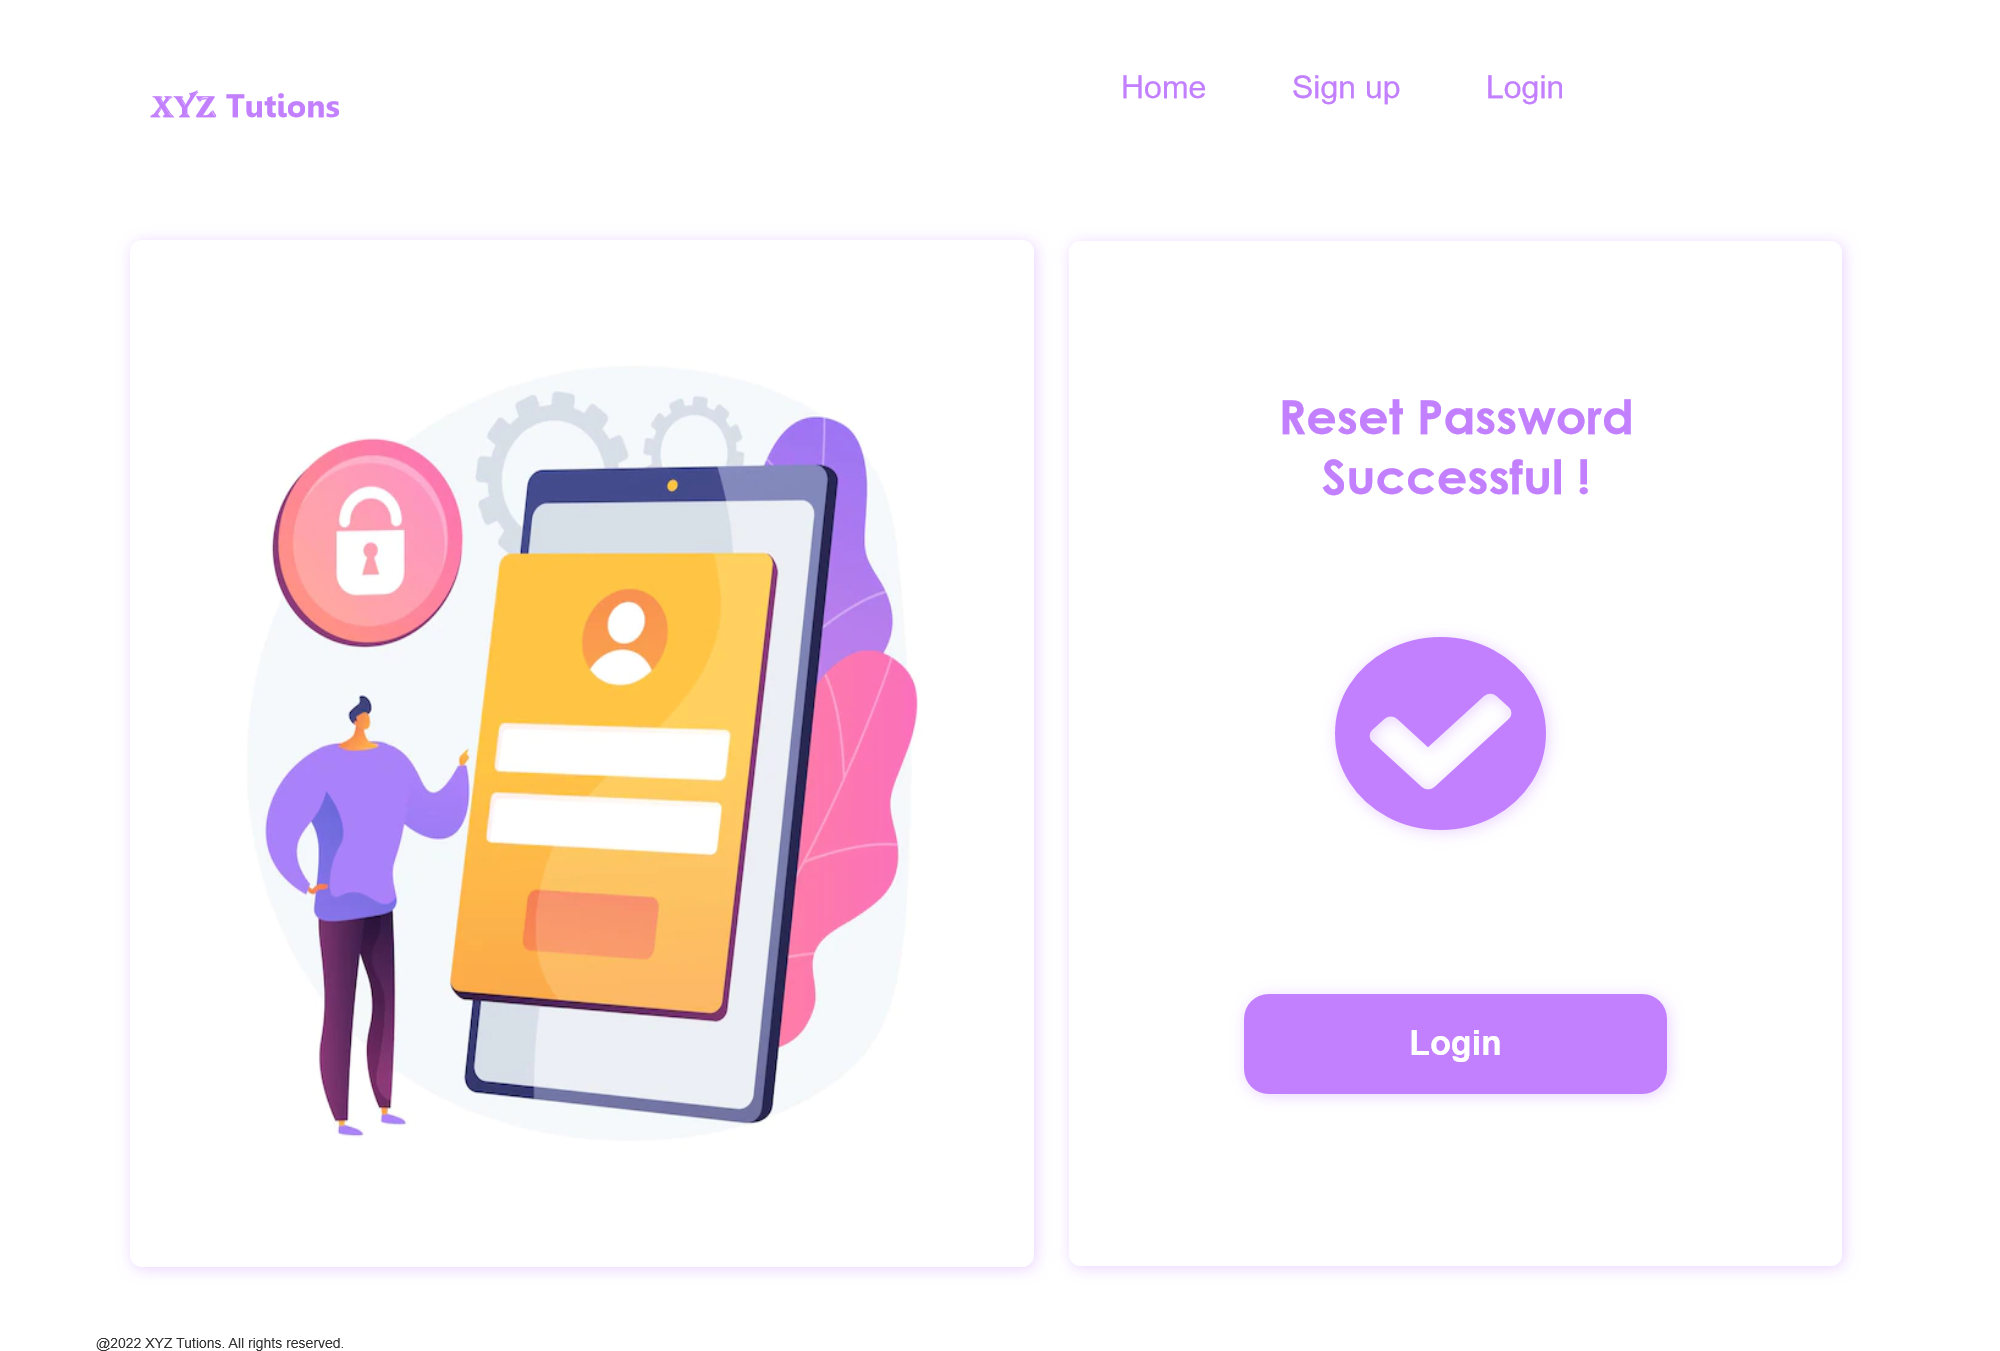 XYZ Tutions
Home Sign up Login
Reset Password
Successful !
Login
@2022 XYZ Tutions. All rights reserved.